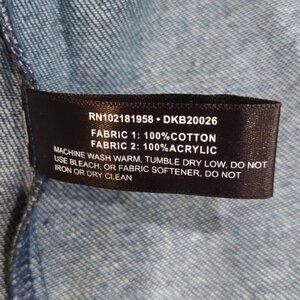 RN102181958 • DKB20026
FABRIC 1: 100%COTTON
FABRIC 2: 100%ACRYLIC
MACHINE WASH WARM, TUMBLE DRY LOW, DO NOT
USE BLEACH, OR FABRIC SOFTENER, DO NOT
IRON OR DRY CLEAN